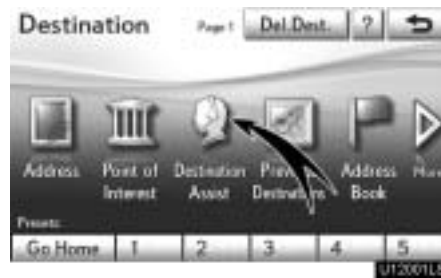 Destination Page 1 Del.Dest. ?
Address Point of Interest Destination Assist Previous Destinations Address Book
Presets
Go Home 1 2 3 4 5